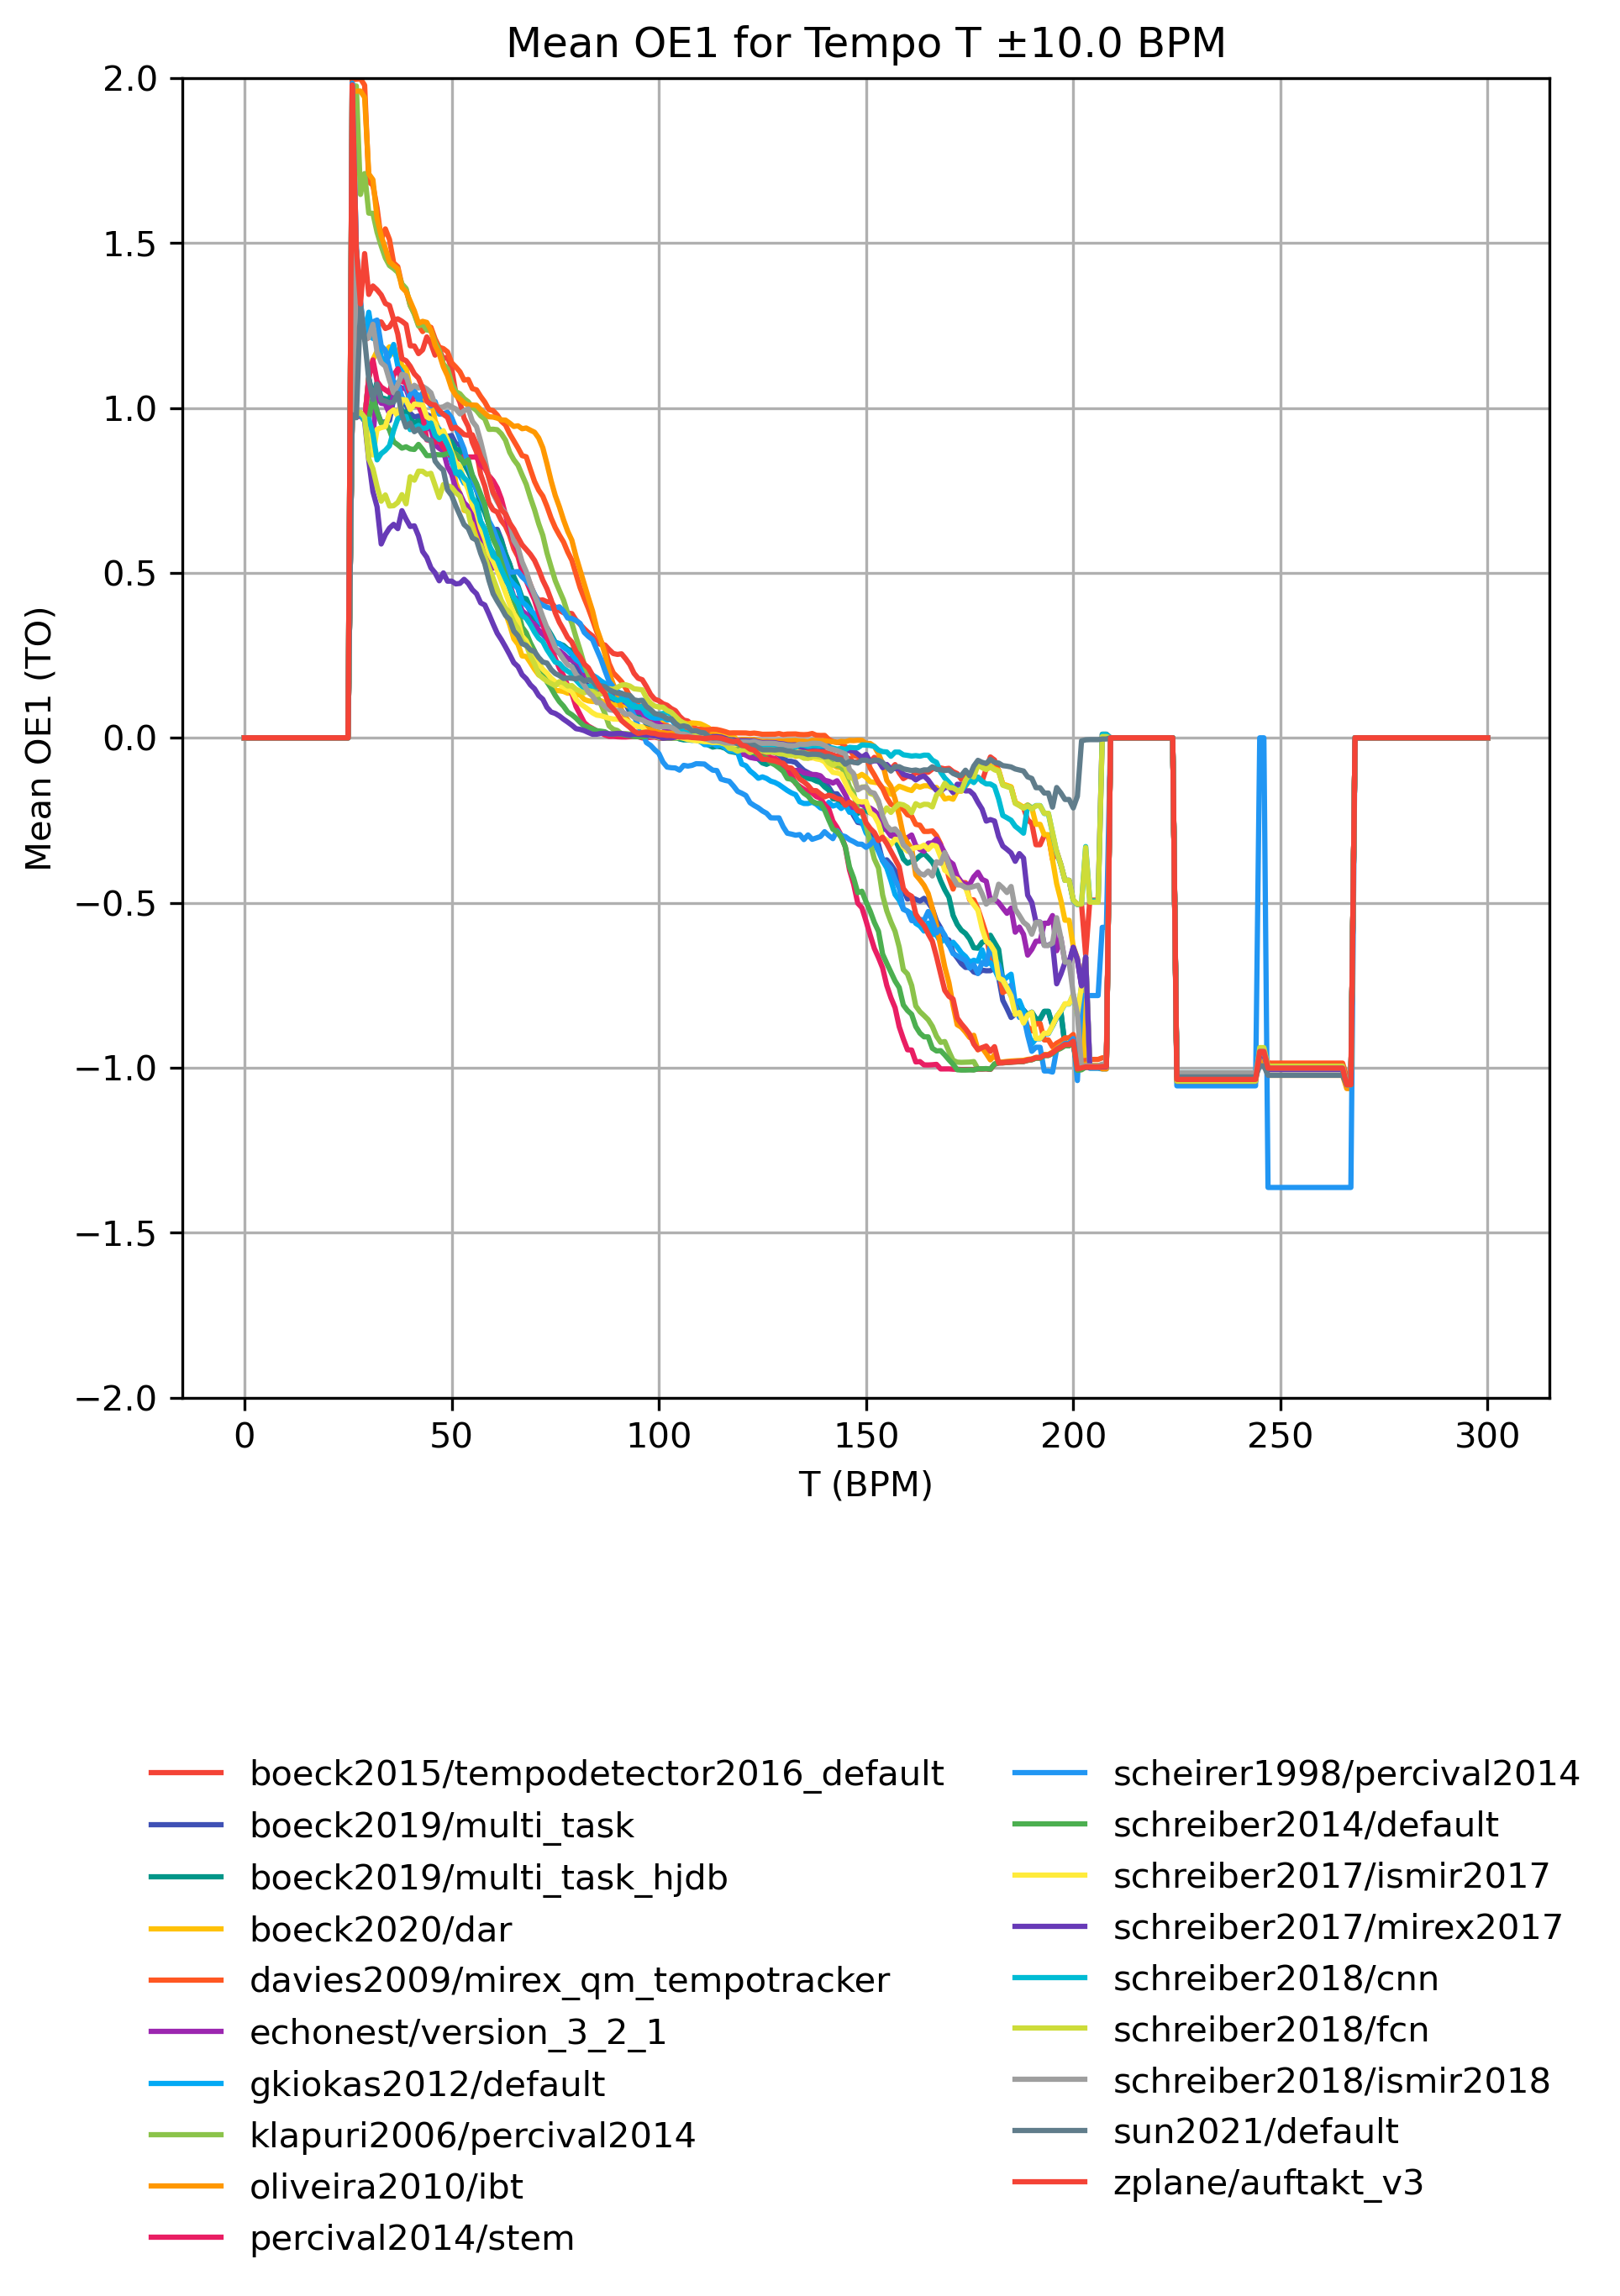 Mean OE1 for Tempo T ±10.0 BPM
2.0
1.5
1.0
0.5
0.0
−0.5
−1.0
−1.5
−2.0
Mean OE1 (TO)
0 50 100 150 200 250 300
T (BPM)
boeck2015/tempodetector2016_default
boeck2019/multi_task
boeck2019/multi_task_hjdb
boeck2020/dar
davies2009/mirex_qm_tempotracker
echonest/version_3_2_1
gkiokas2012/default
klapuri2006/percival2014
oliveira2010/ibt
percival2014/stem
scheirer1998/percival2014
schreiber2014/default
schreiber2017/ismir2017
schreiber2017/mirex2017
schreiber2018/cnn
schreiber2018/fcn
schreiber2018/ismir2018
sun2021/default
zplane/auftakt_v3